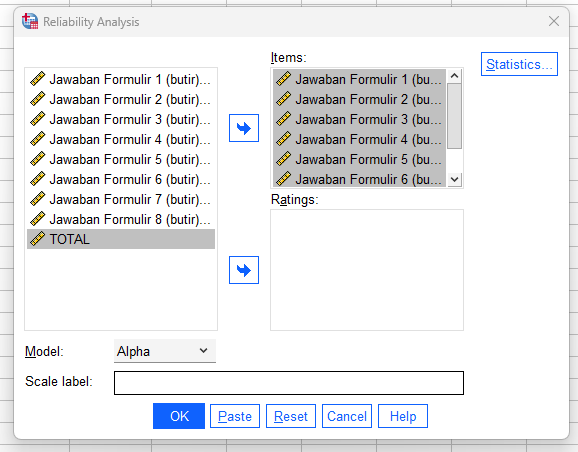 Reliability Analysis
Items:
Statistics...
Jawaban Formulir 1 (butir)...
Jawaban Formulir 2 (butir)...
Jawaban Formulir 3 (butir)...
Jawaban Formulir 4 (butir)...
Jawaban Formulir 5 (butir)...
Jawaban Formulir 6 (butir)...
Jawaban Formulir 7 (butir)...
Jawaban Formulir 8 (butir)...
TOTAL
Jawaban Formulir 1 (bu...
Jawaban Formulir 2 (bu...
Jawaban Formulir 3 (bu...
Jawaban Formulir 4 (bu...
Jawaban Formulir 5 (bu...
Jawaban Formulir 6 (bu...
Ratings:
Model: Alpha
Scale label:
OK Paste Reset Cancel Help